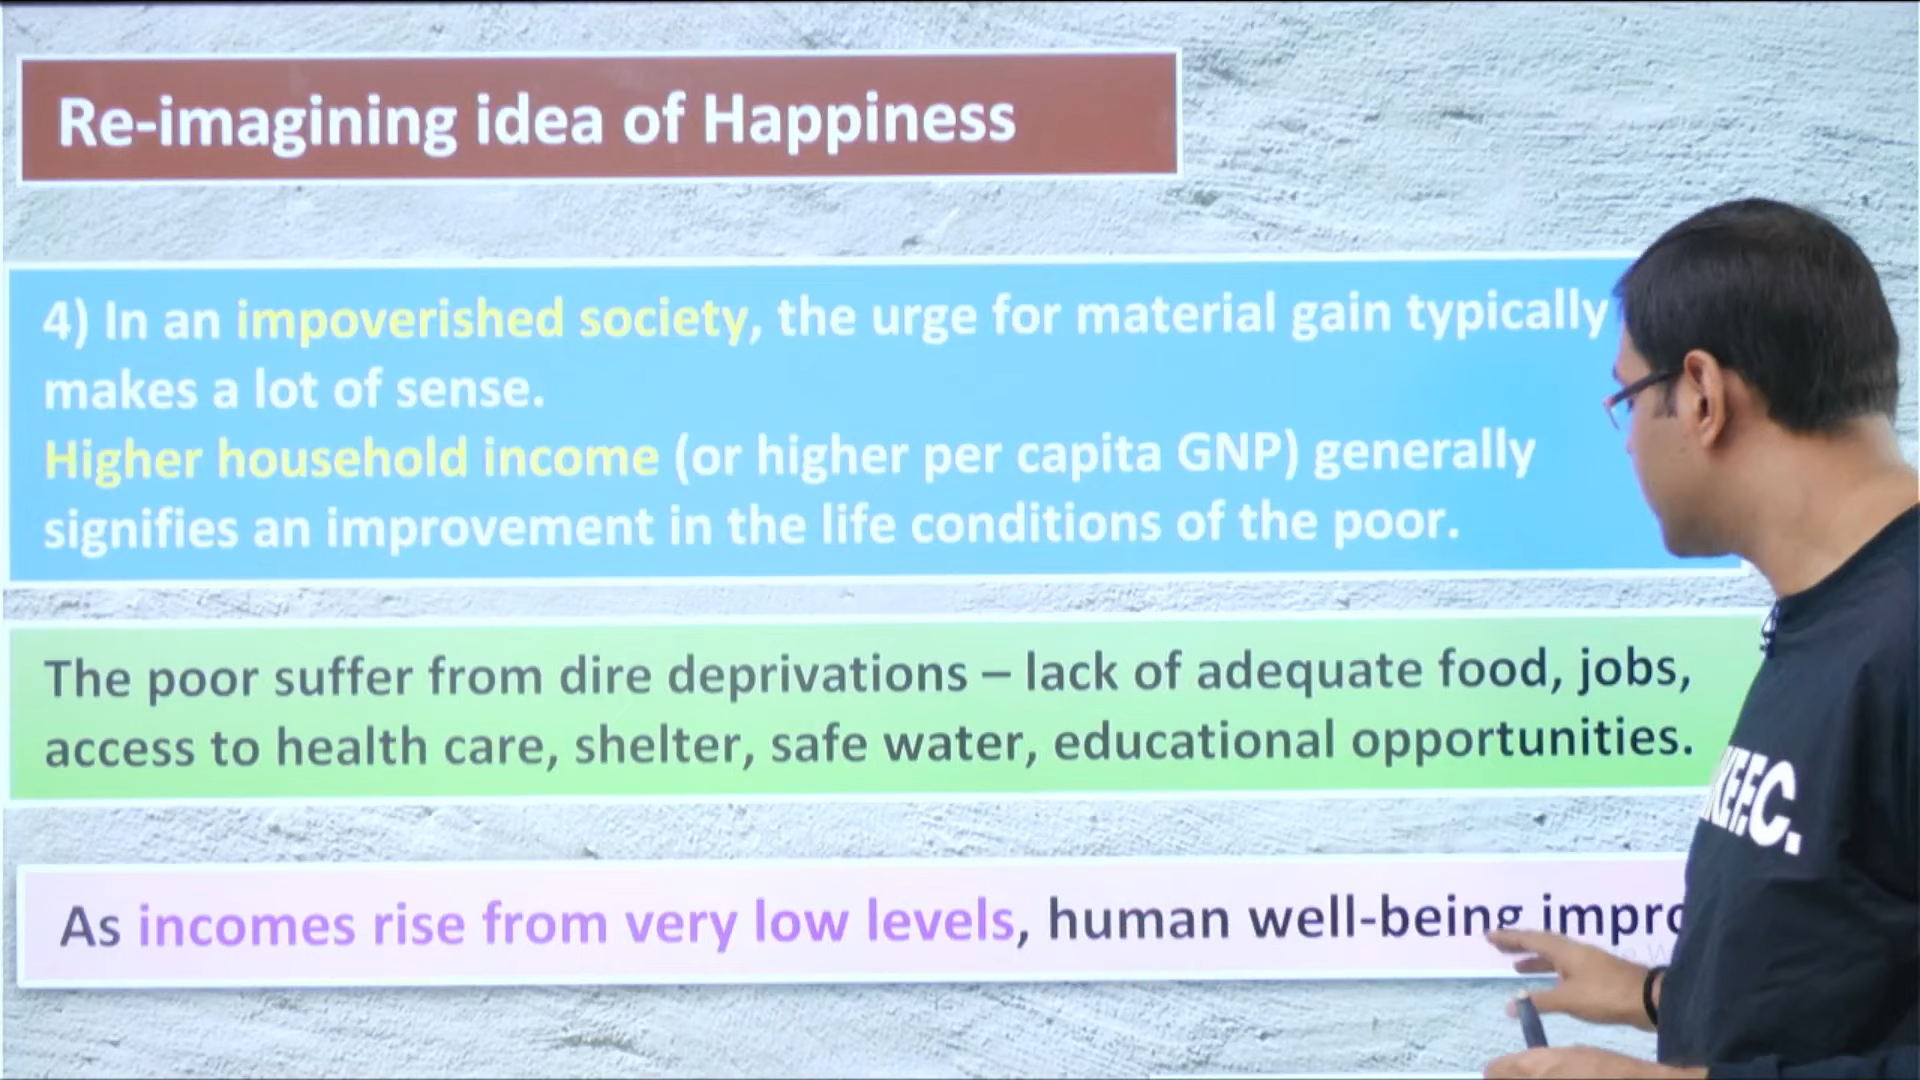 Re-imagining idea of Happiness
4) In an impoverished society, the urge for material gain typically
makes a lot of sense.
Higher household income (or higher per capita GNP) generally
signifies an improvement in the life conditions of the poor.
The poor suffer from dire deprivations – lack of adequate food, jobs,
access to health care, shelter, safe water, educational opportunities.
As incomes rise from very low levels, human well-being